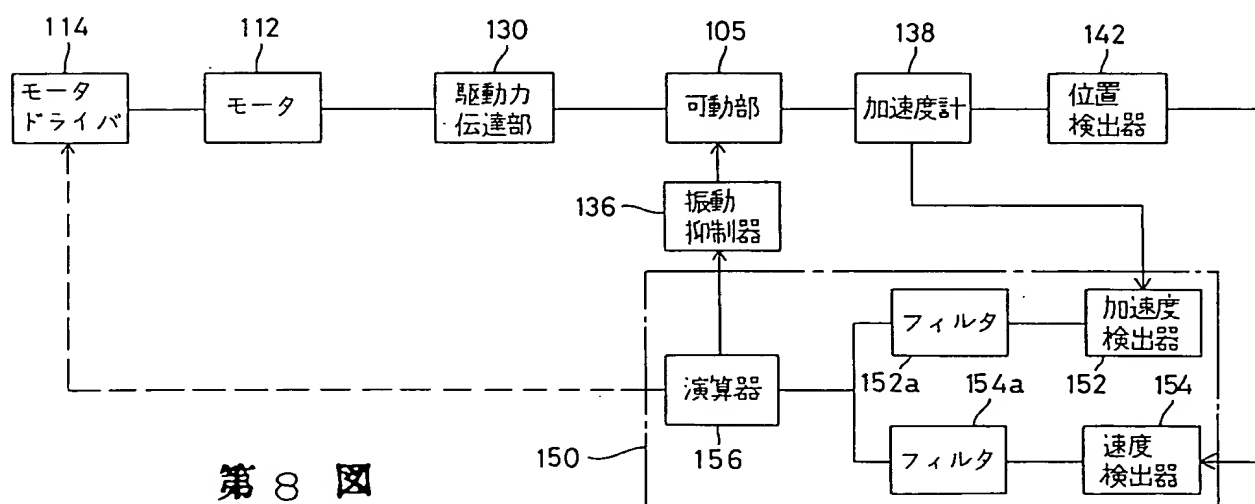 114
112
130
105
138
142
モータ
ドライバ
モータ
駆動力
伝達部
可動部
加速度計
位置
検出器
136
振動
抑制器
フィルタ
加速度
検出器
152a
152
演算器
154a
154
150
156
フィルタ
速度
検出器
第8図